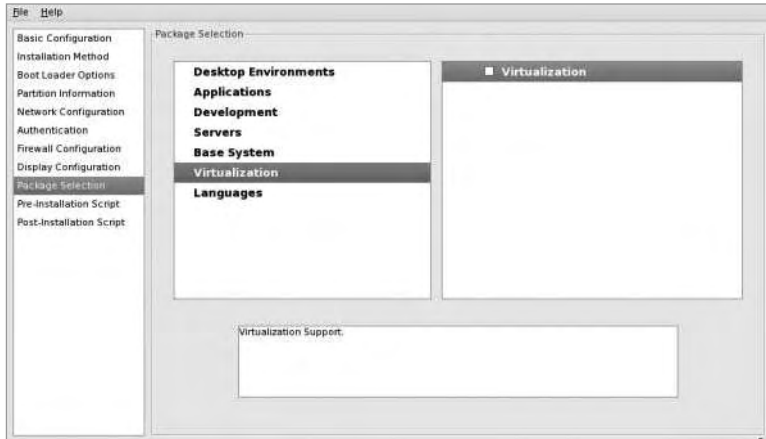 File Help
Basic Configuration
Installation Method
Boot Loader Options
Partition Information
Network Configuration
Authentication
Firewall Configuration
Display Configuration
Package Selection
Pre-Installation Script
Post-Installation Script
Package Selection
Desktop Environments
Applications
Development
Servers
Base System
Virtualization
Languages
Virtualization
Virtualization Support.